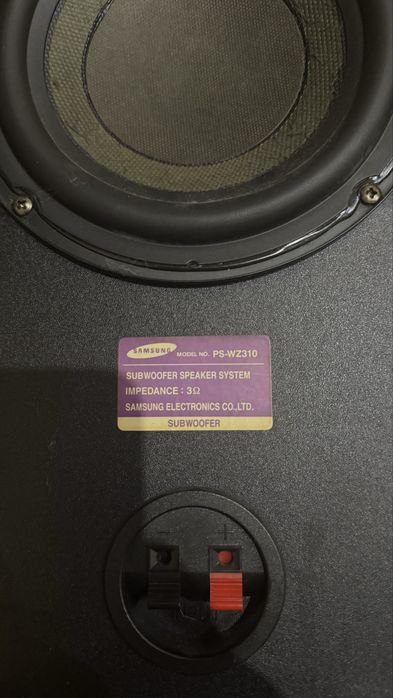 SAMSUNG MODEL NO. PS-WZ310
SUBWOOFER SPEAKER SYSTEM
IMPEDANCE : 3Ω
SAMSUNG ELECTRONICS CO.,LTD.
SUBWOOFER
− +